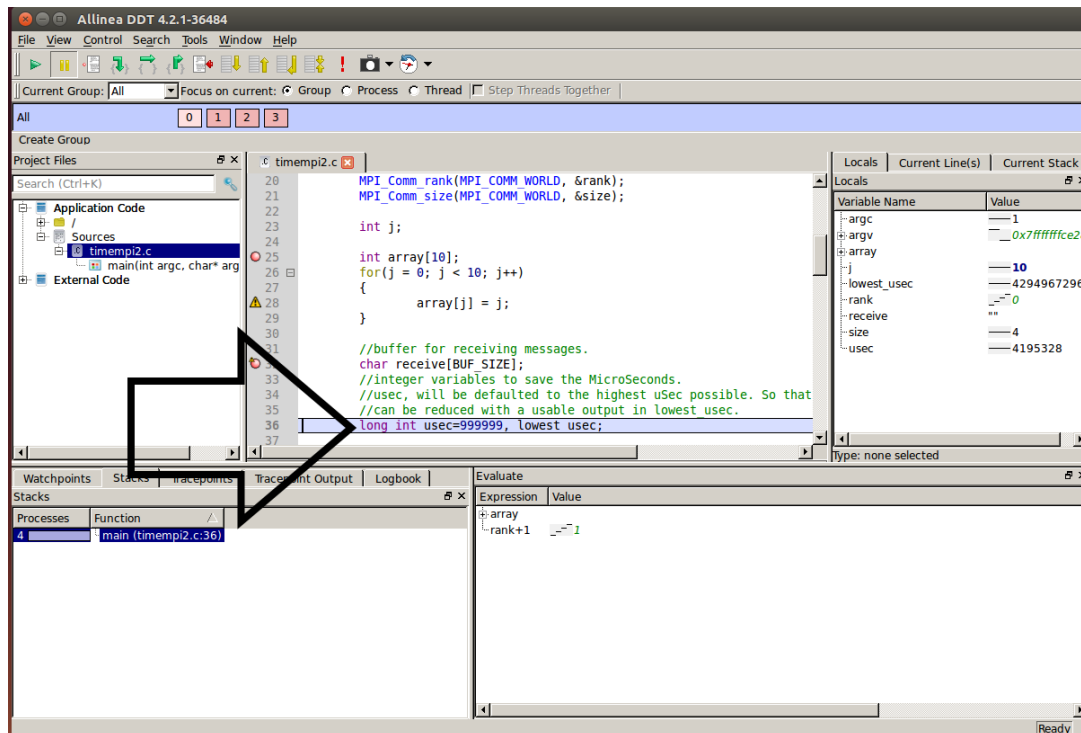 Allinea DDT 4.2.1-36484
File View Control Search Tools Window Help
Current Group: All Focus on current: Group Process Thread Step Threads Together
All 0 1 2 3
Create Group
Project Files
Search (Ctrl+K)
Application Code
/
Sources
timempi2.c
main(int argc, char* arg
External Code
timempi2.c
20 MPI_Comm_rank(MPI_COMM_WORLD, &rank);
21 MPI_Comm_size(MPI_COMM_WORLD, &size);
22
23 int j;
24
25 int array[10];
26 for(j = 0; j < 10; j++)
27 {
28 array[j] = j;
29 }
30
31 //buffer for receiving messages.
char receive[BUF_SIZE];
33 //integer variables to save the MicroSeconds.
34 //usec, will be defaulted to the highest uSec possible. So that
35 //can be reduced with a usable output in lowest_usec.
36 long int usec=999999, lowest_usec;
37
Locals Current Line(s) Current Stack
Locals
Variable Name Value
argc 1
argv 0x7fffffffce2
array
j 10
lowest_usec 4294967296
rank 0
receive ""
size 4
usec 4195328
Type: none selected
Watchpoints Stacks Tracepoints Tracepoint Output Logbook
Stacks
Processes Function
4 main (timempi2.c:36)
Evaluate
Expression Value
array
rank+1 1
Ready